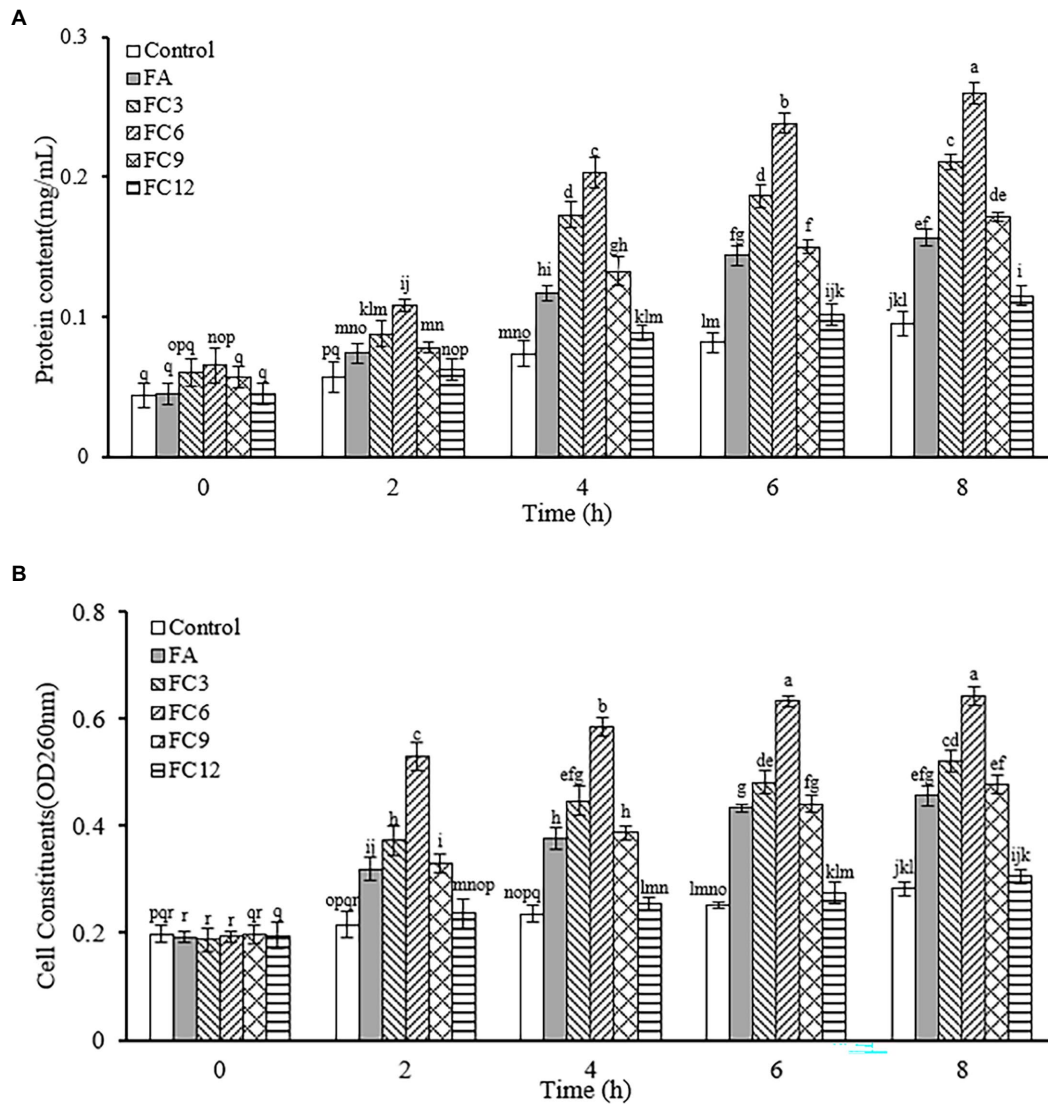 A
0.3
Control
FA
FC3
FC6
FC9
FC12
0.2
0.1
0
Protein content(mg/mL)
q q opq nop q q
pq mno klm ij mn nop
mno hi d c gh klm
lm fg d b f ijk
jkl ef c a de i
0 2 4 6 8
Time (h)
B
0.8
Control
FA
FC3
FC6
FC9
FC12
0.6
0.4
0.2
0
Cell Constituents(OD260nm)
pqr r r r qr q
opqr ij h c i mnop
nopq h efg b h lmn
lmno g de a fg klm
jkl efg cd a ef ijk
0 2 4 6 8
Time (h)